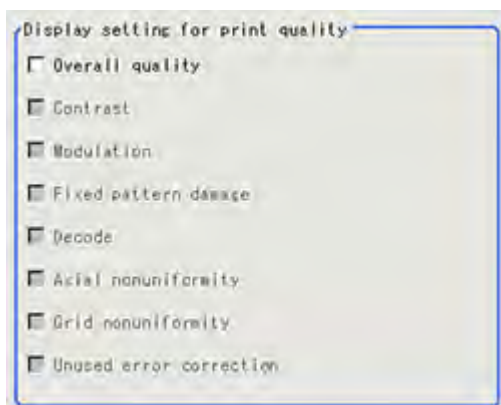 Display setting for print quality
Overall quality
Contrast
Modulation
Fixed pattern damage
Decode
Axial nonuniformity
Grid nonuniformity
Unused error correction